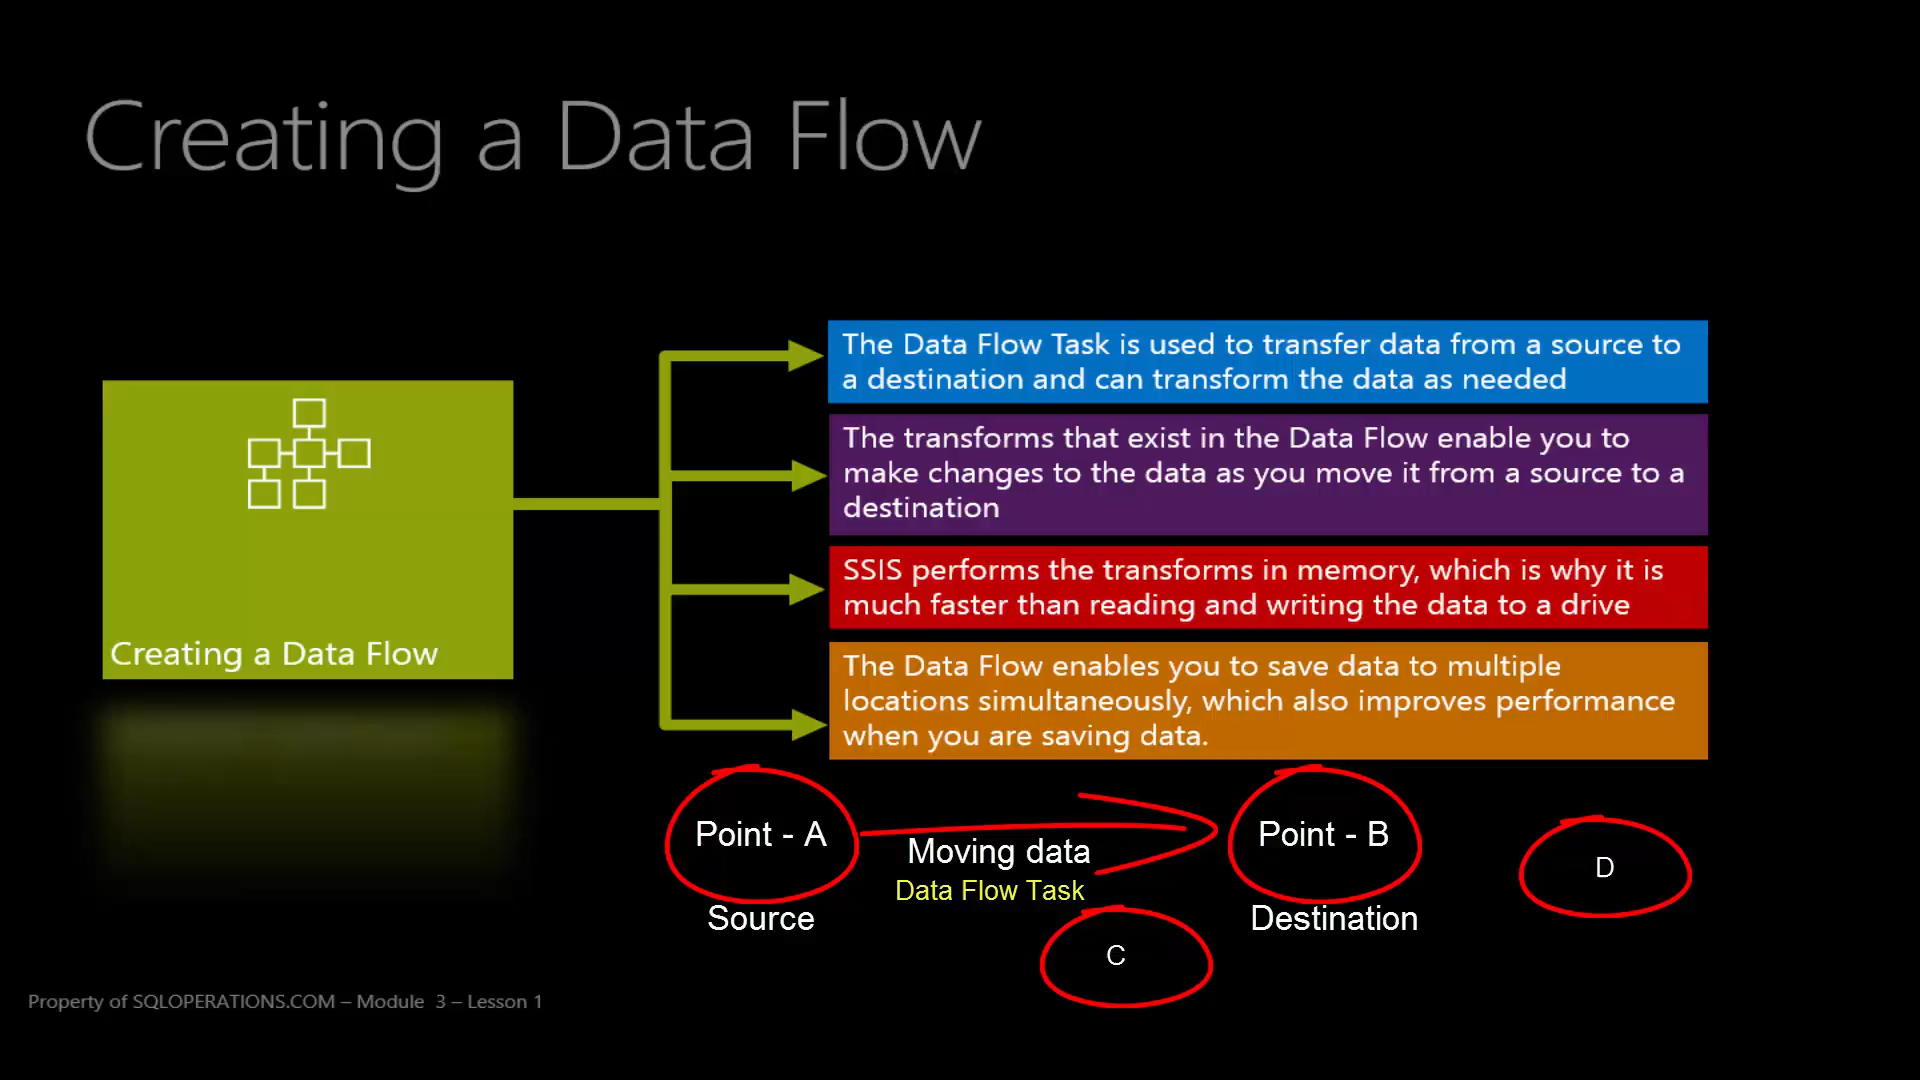 Creating a Data Flow
The Data Flow Task is used to transfer data from a source to
a destination and can transform the data as needed
The transforms that exist in the Data Flow enable you to
make changes to the data as you move it from a source to a
destination
SSIS performs the transforms in memory, which is why it is
much faster than reading and writing the data to a drive
Creating a Data Flow
The Data Flow enables you to save data to multiple
locations simultaneously, which also improves performance
when you are saving data.
Point - A
Moving data
Data Flow Task
Point - B
D
Source
Destination
C
Property of SQLOPERATIONS.COM – Module 3 – Lesson 1